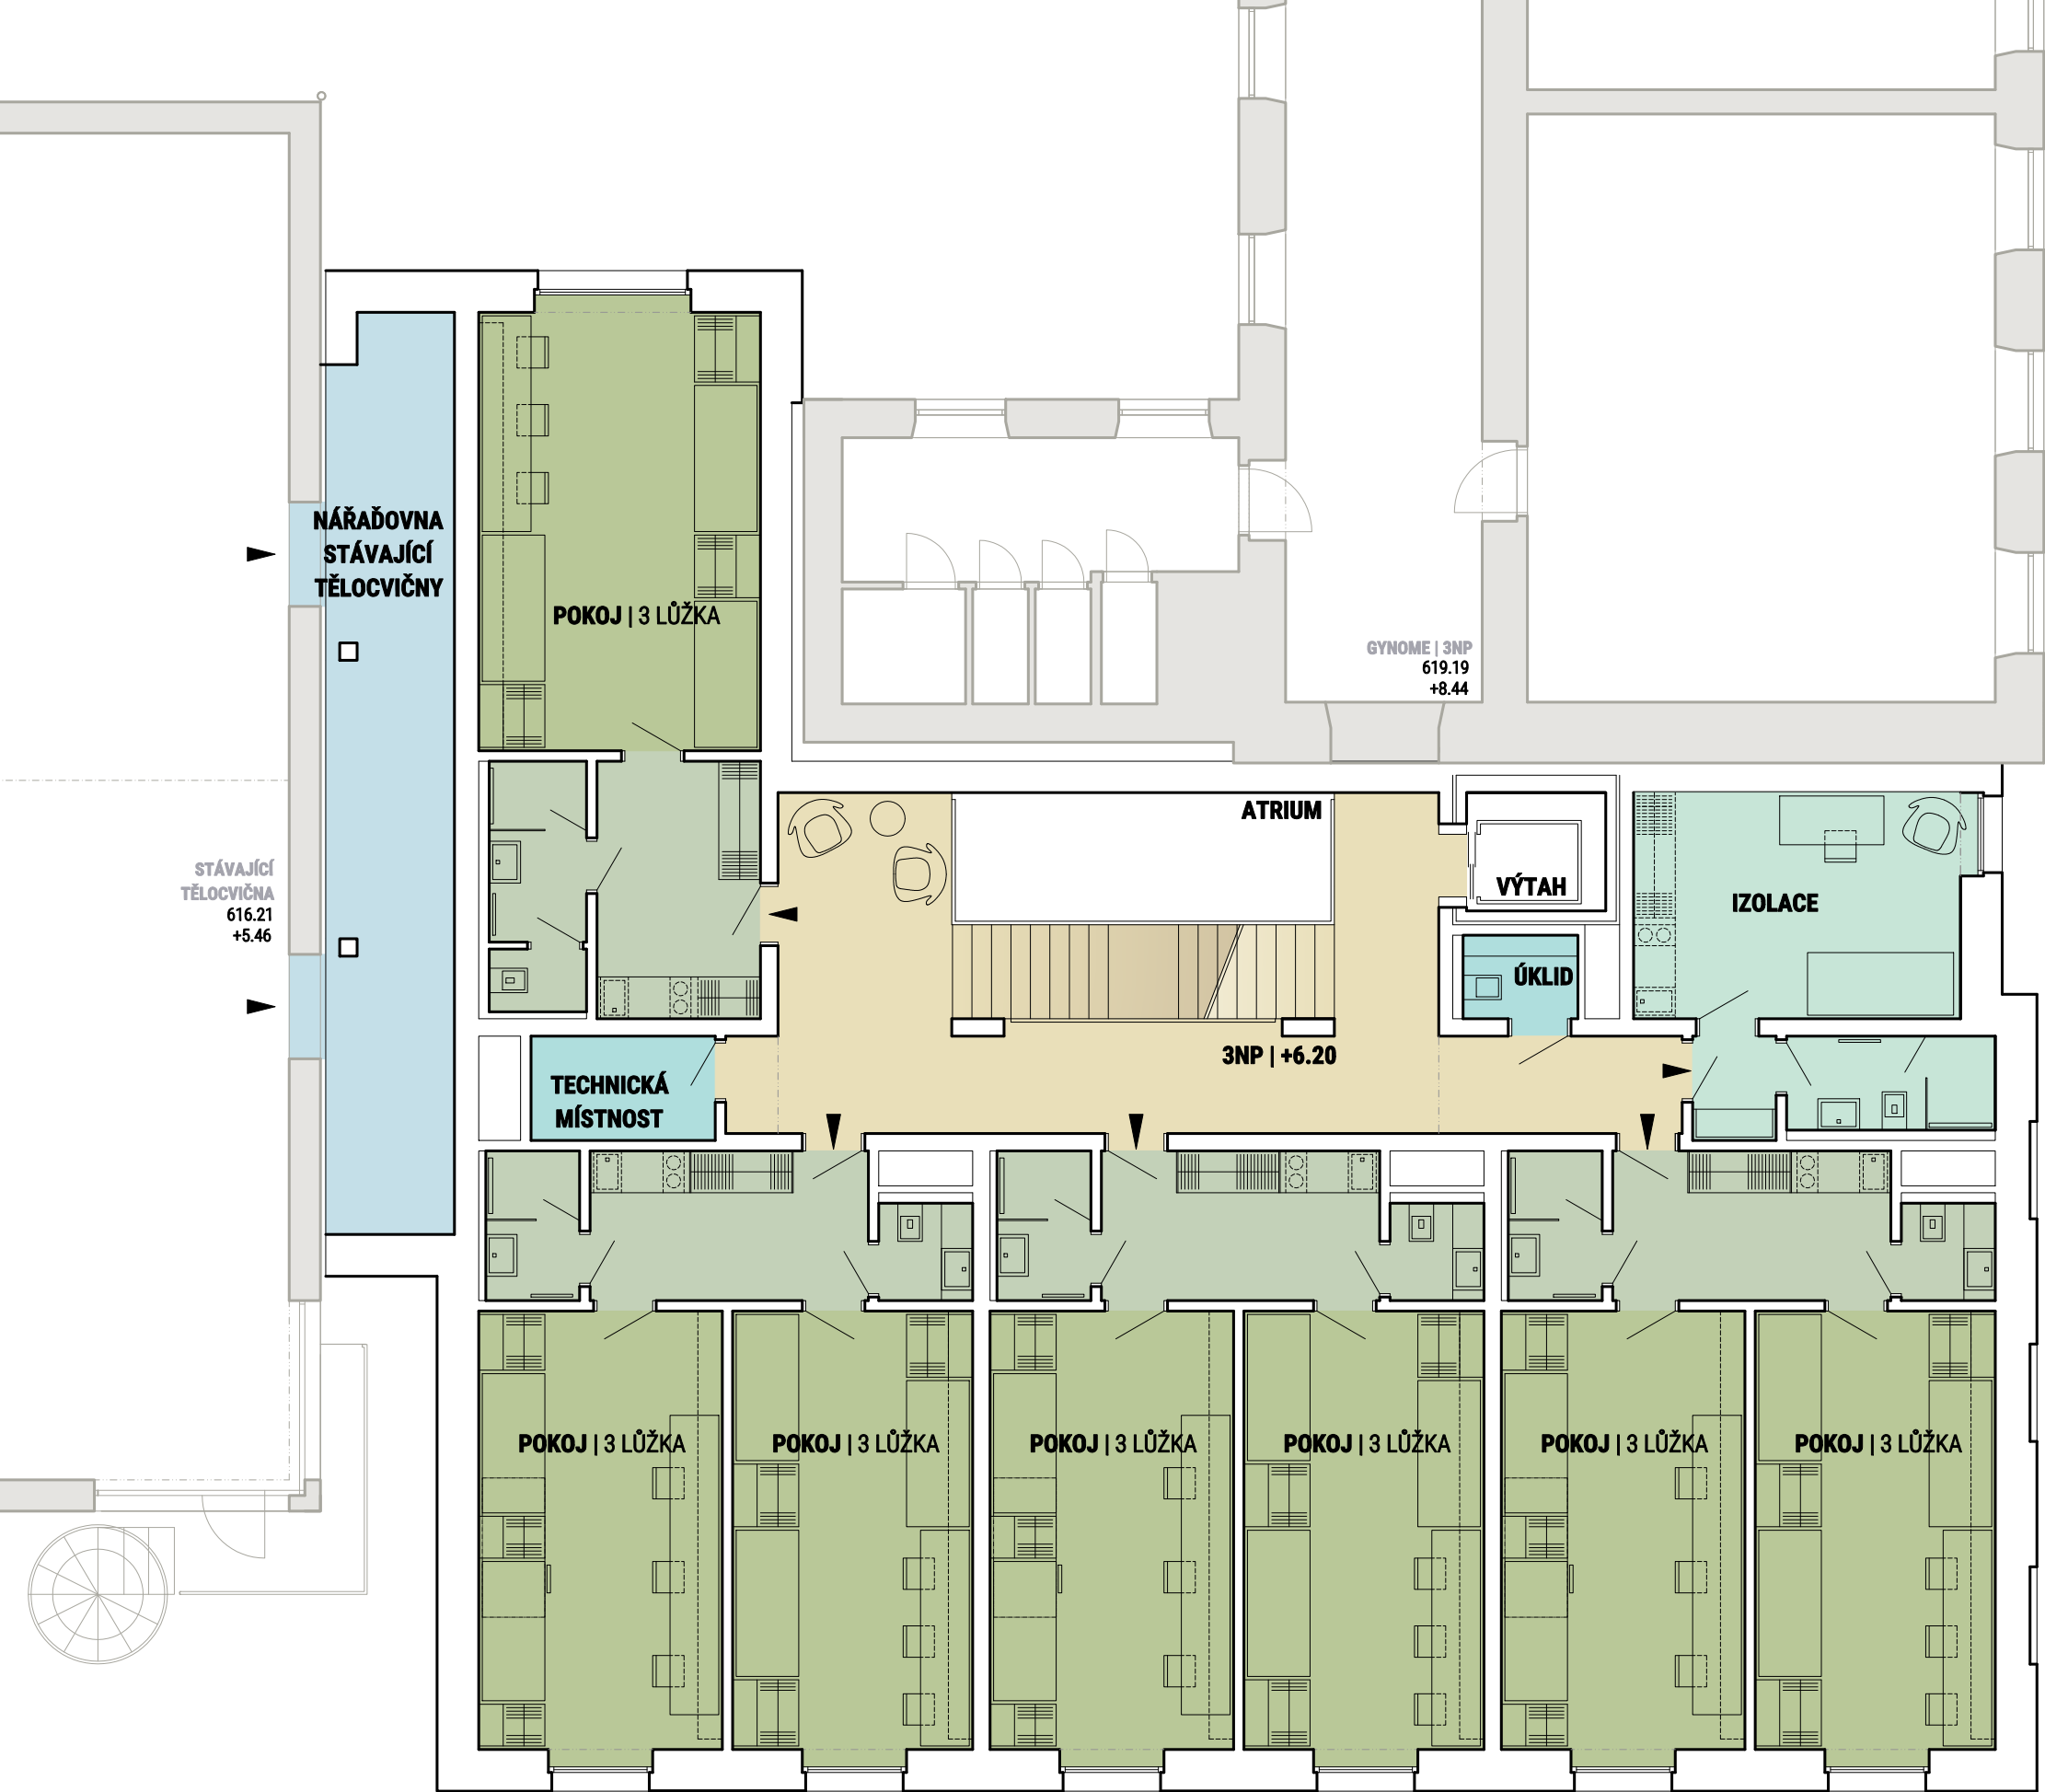 NÁŘAĎOVNA
STÁVAJÍCÍ
TĚLOCVIČNY
POKOJ | 3 LŮŽKA
GYNOME | 3NP
619.19
+8.44
ATRIUM
STÁVAJÍCÍ
TĚLOCVIČNA
616.21
+5.46
VÝTAH
IZOLACE
ÚKLID
3NP | +6.20
TECHNICKÁ
MÍSTNOST
POKOJ | 3 LŮŽKA
POKOJ | 3 LŮŽKA
POKOJ | 3 LŮŽKA
POKOJ | 3 LŮŽKA
POKOJ | 3 LŮŽKA
POKOJ | 3 LŮŽKA